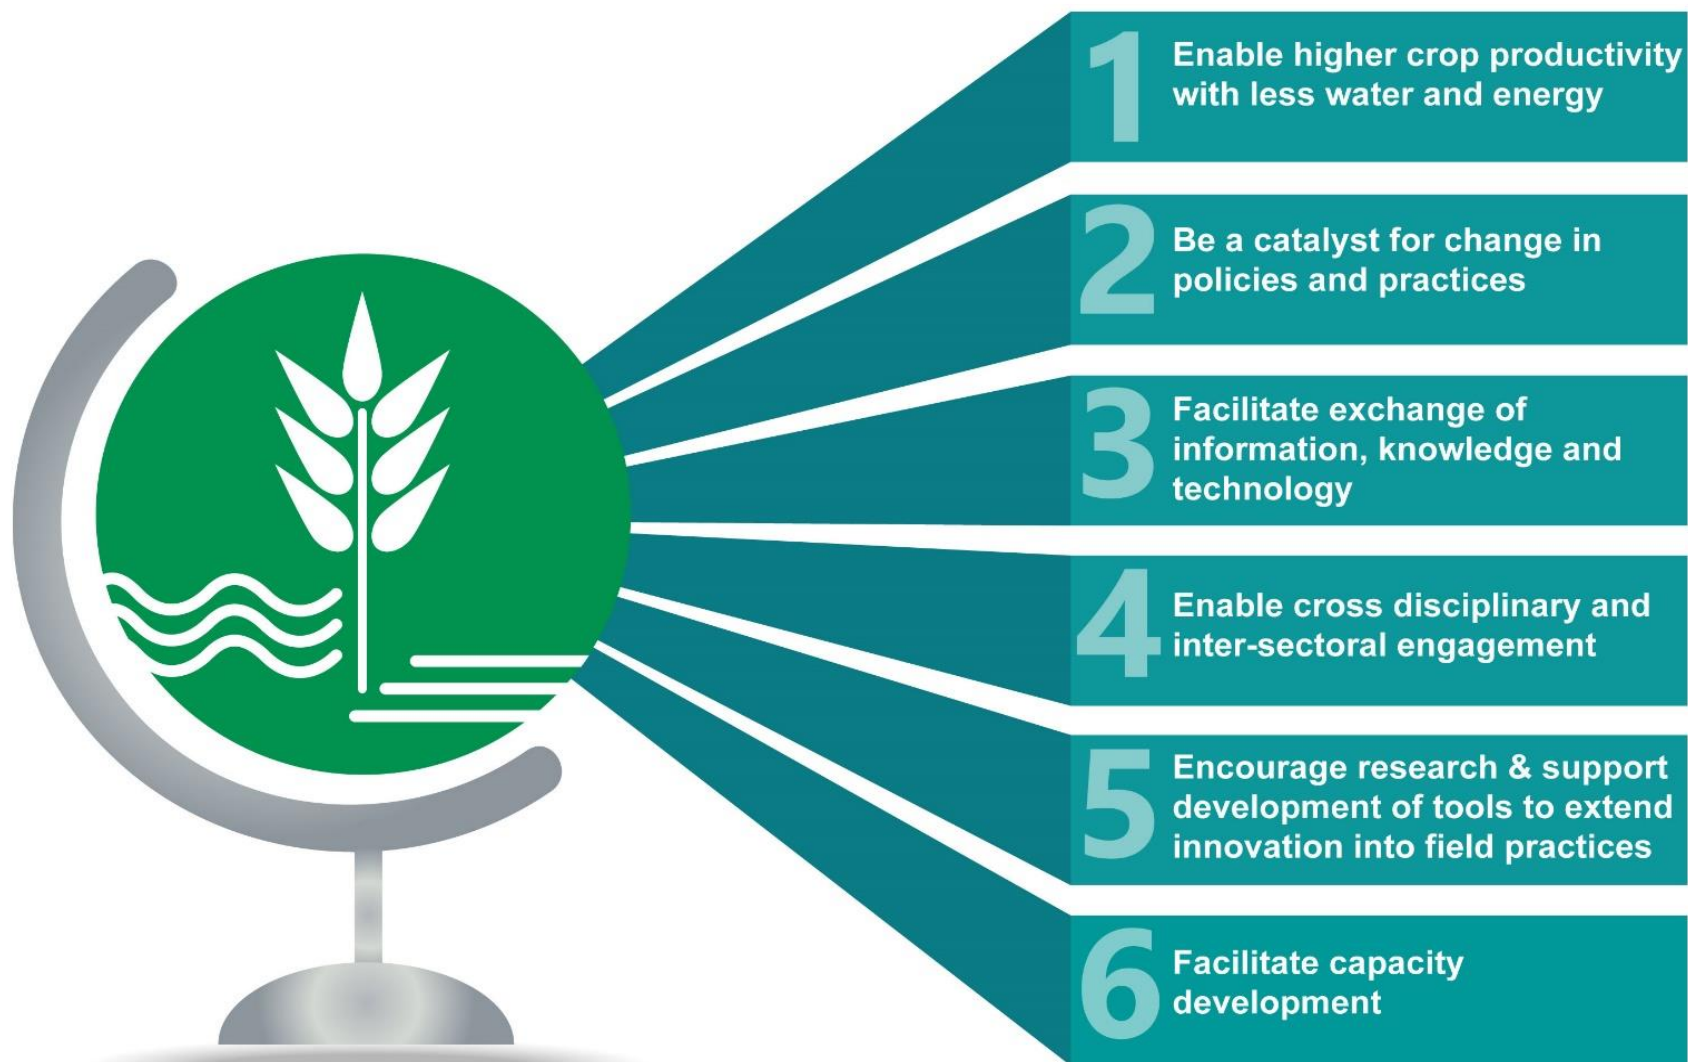 1
Enable higher crop productivity
with less water and energy
2
Be a catalyst for change in
policies and practices
3
Facilitate exchange of
information, knowledge and
technology
4
Enable cross disciplinary and
inter-sectoral engagement
5
Encourage research & support
development of tools to extend
innovation into field practices
6
Facilitate capacity
development